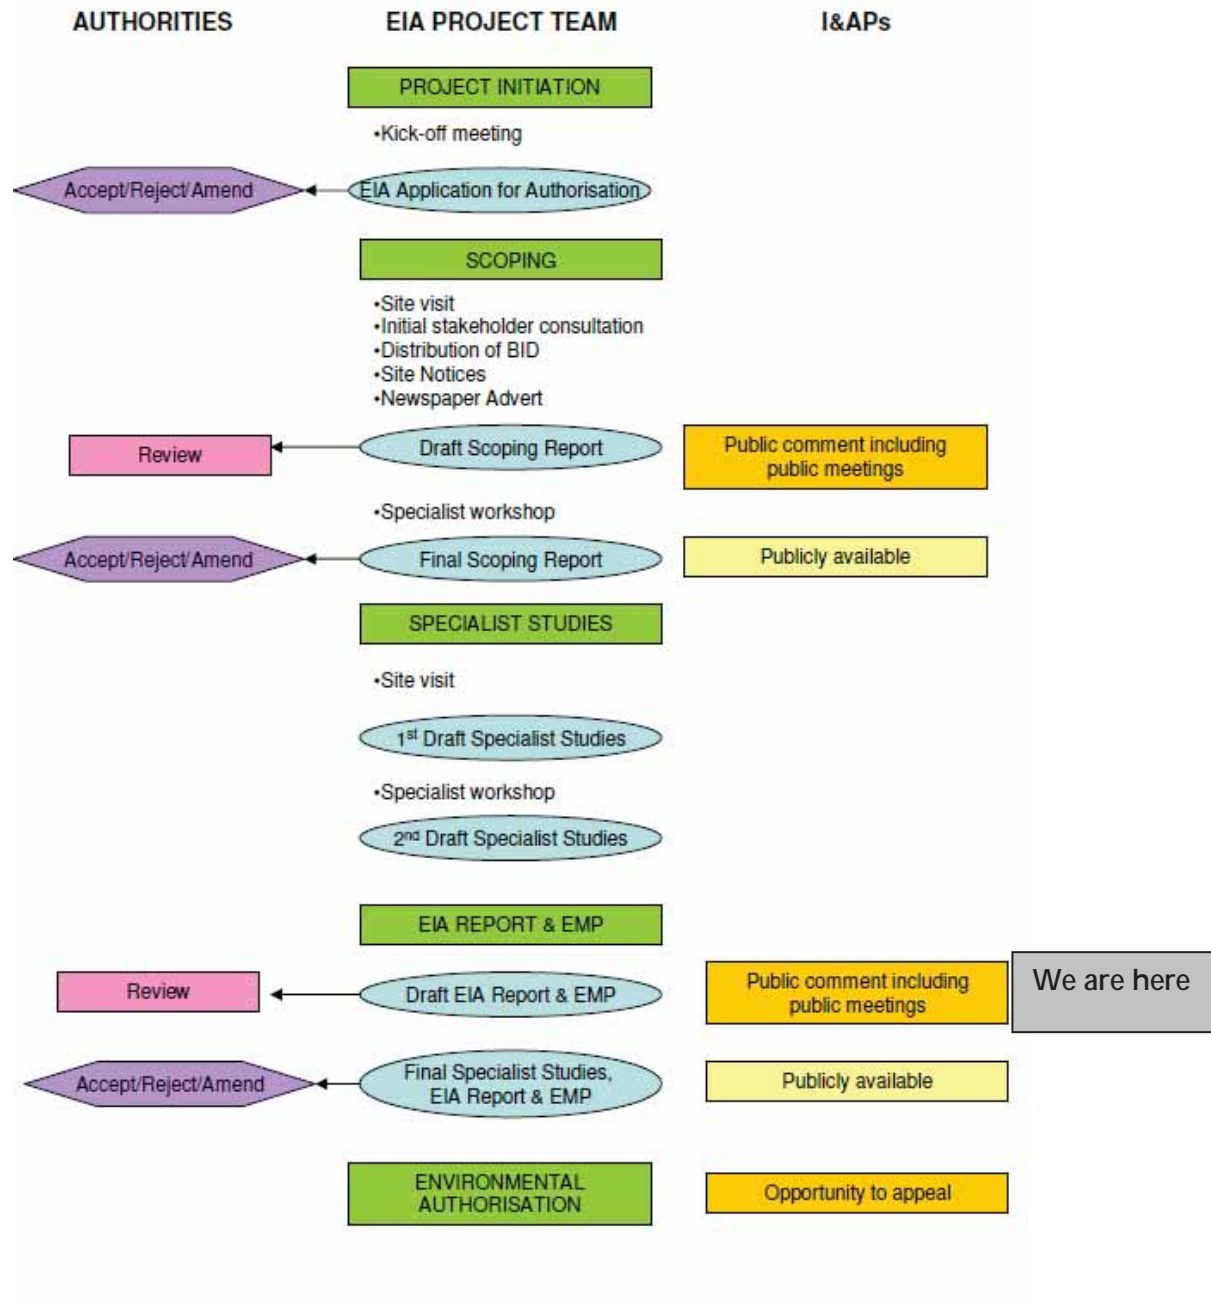 AUTHORITIES EIA PROJECT TEAM I&APs
PROJECT INITIATION
•Kick-off meeting
Accept/Reject/Amend EIA Application for Authorisation
SCOPING
•Site visit
•Initial stakeholder consultation
•Distribution of BID
•Site Notices
•Newspaper Advert
Review Draft Scoping Report Public comment including
public meetings
•Specialist workshop
Accept/Reject/Amend Final Scoping Report Publicly available
SPECIALIST STUDIES
•Site visit
1st Draft Specialist Studies
•Specialist workshop
2nd Draft Specialist Studies
EIA REPORT & EMP
Review Draft EIA Report & EMP Public comment including
public meetings
We are here
Accept/Reject/Amend Final Specialist Studies,
EIA Report & EMP
Publicly available
ENVIRONMENTAL
AUTHORISATION
Opportunity to appeal